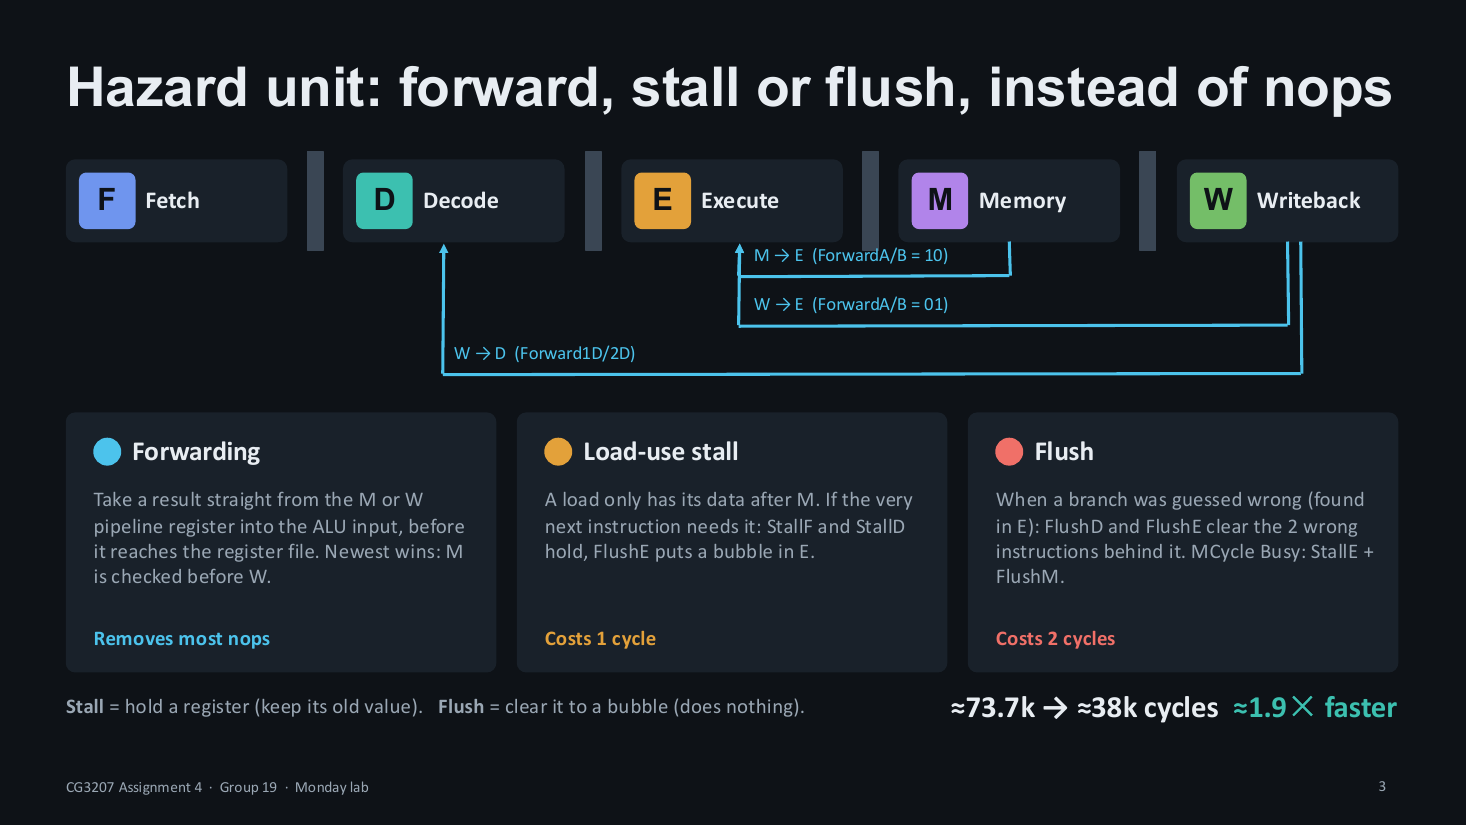 Hazard unit: forward, stall or flush, instead of nops
F Fetch
D Decode
E Execute
M Memory
W Writeback
M → E (ForwardA/B = 10)
W → E (ForwardA/B = 01)
W → D (Forward1D/2D)
Forwarding
Take a result straight from the M or W
pipeline register into the ALU input, before
it reaches the register file. Newest wins: M
is checked before W.
Removes most nops
Load-use stall
A load only has its data after M. If the very
next instruction needs it: StallF and StallD
hold, FlushE puts a bubble in E.
Costs 1 cycle
Flush
When a branch was guessed wrong (found
in E): FlushD and FlushE clear the 2 wrong
instructions behind it. MCycle Busy: StallE +
FlushM.
Costs 2 cycles
Stall = hold a register (keep its old value). Flush = clear it to a bubble (does nothing).
≈73.7k → ≈38k cycles ≈1.9× faster
CG3207 Assignment 4 · Group 19 · Monday lab
3